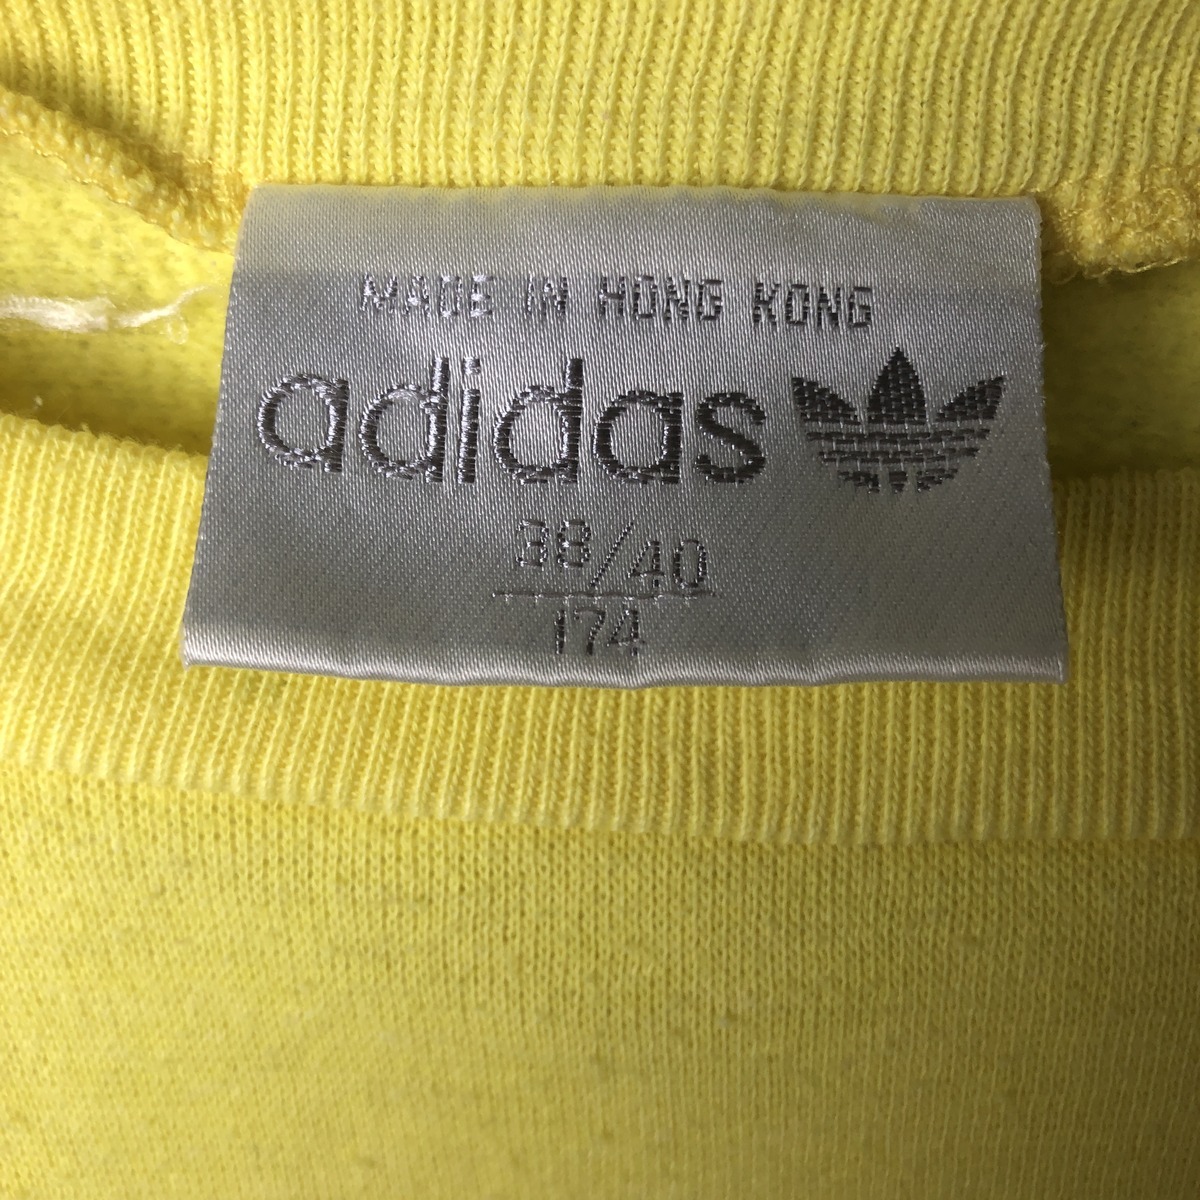 MADE IN HONG KONG
adidas
38/40
174